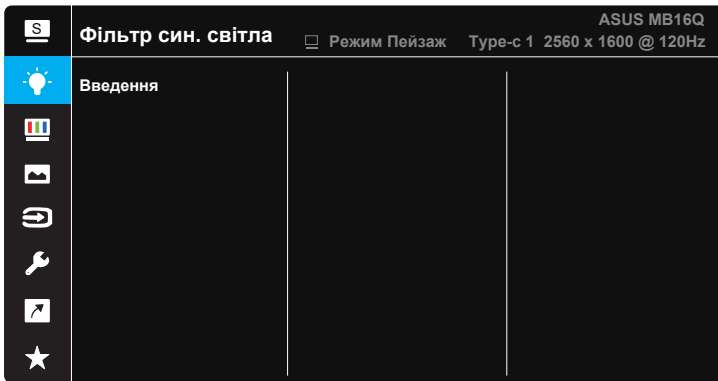 S
ASUS MB16Q
Фільтр син. світла
Режим Пейзаж Type-c 1 2560 x 1600 @ 120Hz
Введення